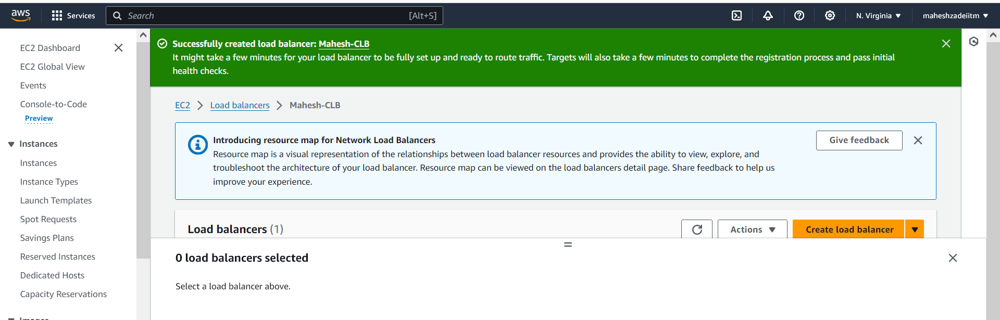 aws
Services
Search
[Alt+S]
N. Virginia
maheshzadeiitm
EC2 Dashboard
EC2 Global View
Events
Console-to-Code
Preview
Instances
Instances
Instance Types
Launch Templates
Spot Requests
Savings Plans
Reserved Instances
Dedicated Hosts
Capacity Reservations
Images
Successfully created load balancer: Mahesh-CLB
It might take a few minutes for your load balancer to be fully set up and ready to route traffic. Targets will also take a few minutes to complete the registration process and pass initial
health checks.
EC2 > Load balancers > Mahesh-CLB
Introducing resource map for Network Load Balancers
Resource map is a visual representation of the relationships between load balancer resources and provides the ability to view, explore, and
troubleshoot the architecture of your load balancer. Resource map can be viewed on the load balancers detail page. Share feedback to help us
improve your experience.
Give feedback
Load balancers (1)
Actions
Create load balancer
0 load balancers selected
Select a load balancer above.